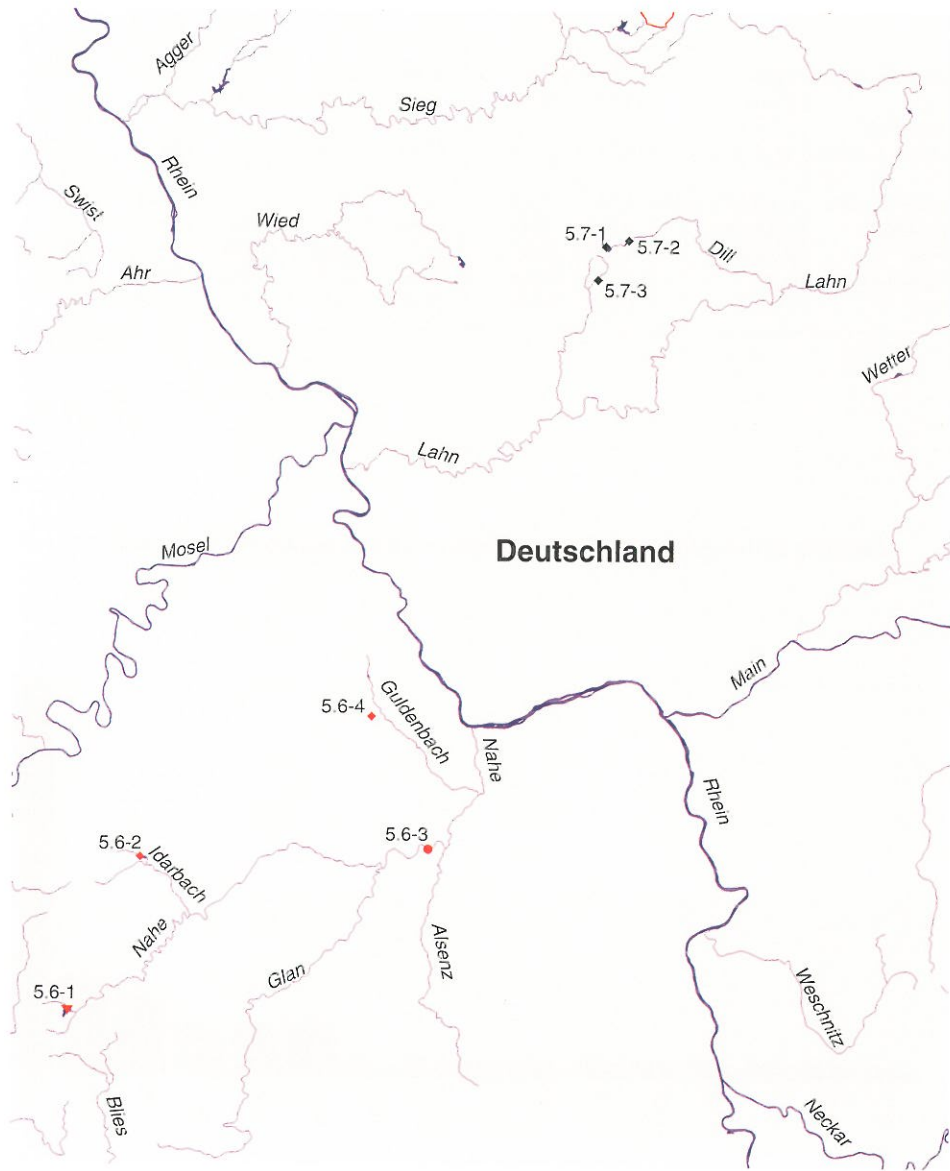 Agger
Sieg
Rhein
Swist
Wied
5.7-1
5.7-2
Dill
Ahr
5.7-3
Lahn
Wetter
Lahn
Mosel
Deutschland
Main
Guldenbach
5.6-4
Nahe
Rhein
5.6-3
5.6-2
Idarbach
Nahe
Alsenz
Glan
5.6-1
Weschnitz
Blies
Neckar